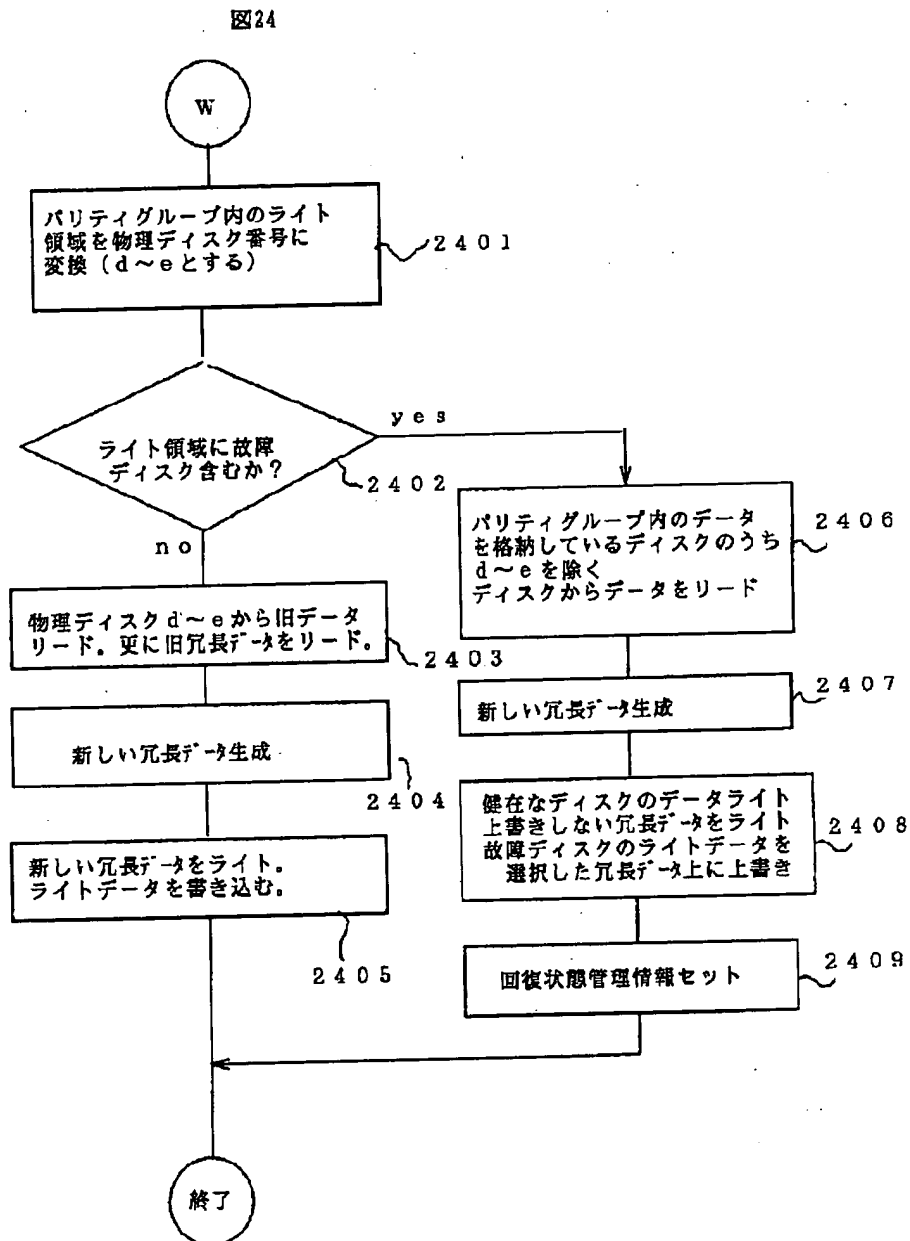 図24
W
パリティグループ内のライト
領域を物理ディスク番号に
変換(d~eとする)
2401
ライト領域に故障
ディスク含むか?
2402
yes
no
物理ディスクd~eから旧データ
リード。更に旧冗長データをリード。
2403
新しい冗長データ生成
2404
新しい冗長データをライト。
ライトデータを書き込む。
2405
パリティグループ内のデータ
を格納しているディスクのうち
d~eを除く
ディスクからデータをリード
2406
新しい冗長データ生成
2407
健在なディスクのデータライト
上書きしない冗長データをライト
故障ディスクのライトデータを
選択した冗長データ上に上書き
2408
回復状態管理情報セット
2409
終了